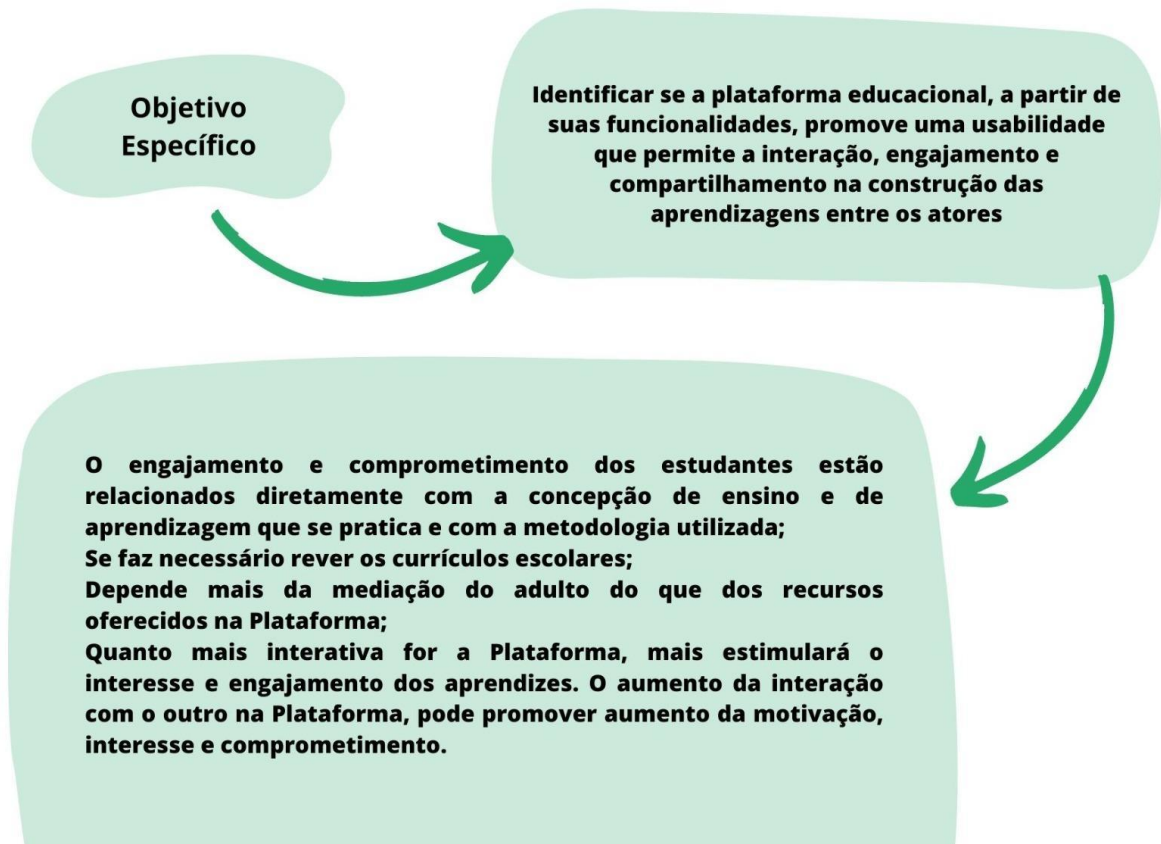 Objetivo
Específico
Identificar se a plataforma educacional, a partir de
suas funcionalidades, promove uma usabilidade
que permite a interação, engajamento e
compartilhamento na construção das
aprendizagens entre os atores
O engajamento e comprometimento dos estudantes estão
relacionados diretamente com a concepção de ensino e de
aprendizagem que se pratica e com a metodologia utilizada;
Se faz necessário rever os currículos escolares;
Depende mais da mediação do adulto do que dos recursos
oferecidos na Plataforma;
Quanto mais interativa for a Plataforma, mais estimulará o
interesse e engajamento dos aprendizes. O aumento da interação
com o outro na Plataforma, pode promover aumento da motivação,
interesse e comprometimento.